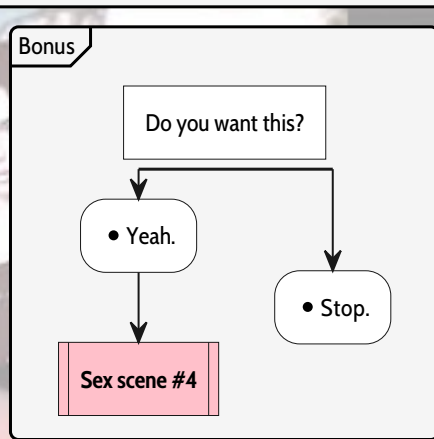 Bonus
Do you want this?
• Yeah.
• Stop.
Sex scene #4